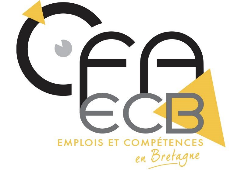 CFA
ECB
EMPLOIS ET COMPÉTENCES
en Bretagne